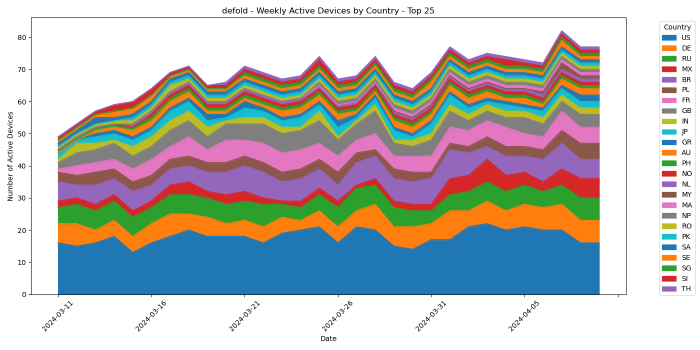 defold - Weekly Active Devices by Country - Top 25
Number of Active Devices
80
70
60
50
40
30
20
10
0
2024-03-11
2024-03-16
2024-03-21
2024-03-26
2024-03-31
2024-04-05
Date
Country
US
DE
RU
MX
BR
PL
FR
GB
IN
JP
GR
AU
PH
NO
NL
MY
MA
NP
RO
PK
SA
SE
SG
SI
TH